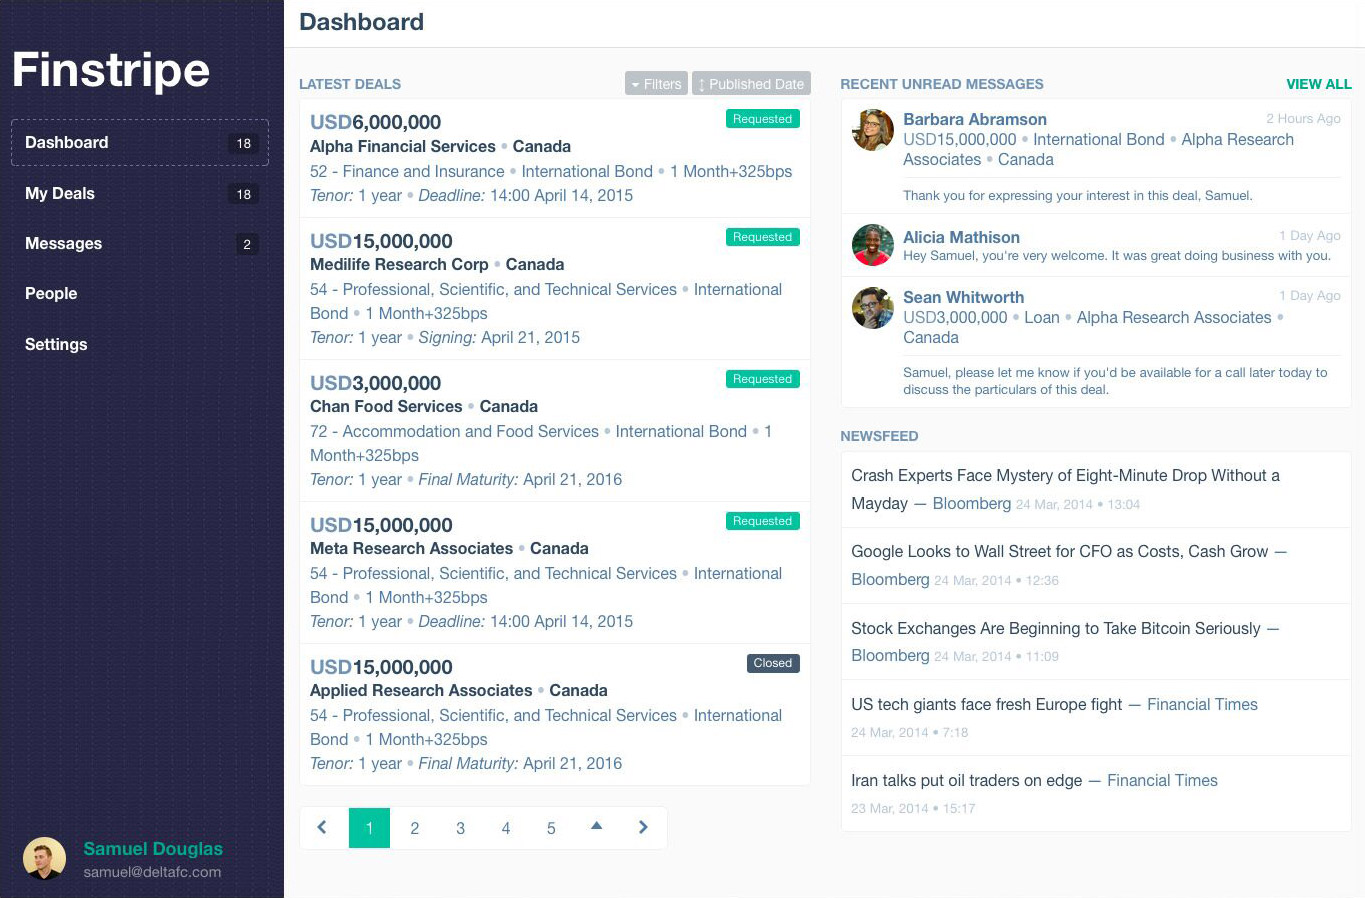 Finstripe
Dashboard 18
My Deals 18
Messages 2
People
Settings
Samuel Douglas
samuel@deltafc.com
Dashboard
LATEST DEALS
Filters
Published Date
USD6,000,000
Requested
Alpha Financial Services • Canada
52 - Finance and Insurance • International Bond • 1 Month+325bps
Tenor: 1 year • Deadline: 14:00 April 14, 2015
USD15,000,000
Requested
Medilife Research Corp • Canada
54 - Professional, Scientific, and Technical Services • International
Bond • 1 Month+325bps
Tenor: 1 year • Signing: April 21, 2015
USD3,000,000
Requested
Chan Food Services • Canada
72 - Accommodation and Food Services • International Bond • 1
Month+325bps
Tenor: 1 year • Final Maturity: April 21, 2016
USD15,000,000
Requested
Meta Research Associates • Canada
54 - Professional, Scientific, and Technical Services • International
Bond • 1 Month+325bps
Tenor: 1 year • Deadline: 14:00 April 14, 2015
USD15,000,000
Closed
Applied Research Associates • Canada
54 - Professional, Scientific, and Technical Services • International
Bond • 1 Month+325bps
Tenor: 1 year • Final Maturity: April 21, 2016
1 2 3 4 5
RECENT UNREAD MESSAGES
VIEW ALL
Barbara Abramson
2 Hours Ago
USD15,000,000 • International Bond • Alpha Research
Associates • Canada
Thank you for expressing your interest in this deal, Samuel.
Alicia Mathison
1 Day Ago
Hey Samuel, you're very welcome. It was great doing business with you.
Sean Whitworth
1 Day Ago
USD3,000,000 • Loan • Alpha Research Associates •
Canada
Samuel, please let me know if you'd be available for a call later today to
discuss the particulars of this deal.
NEWSFEED
Crash Experts Face Mystery of Eight-Minute Drop Without a
Mayday — Bloomberg 24 Mar, 2014 • 13:04
Google Looks to Wall Street for CFO as Costs, Cash Grow —
Bloomberg 24 Mar, 2014 • 12:36
Stock Exchanges Are Beginning to Take Bitcoin Seriously —
Bloomberg 24 Mar, 2014 • 11:09
US tech giants face fresh Europe fight — Financial Times
24 Mar, 2014 • 7:18
Iran talks put oil traders on edge — Financial Times
23 Mar, 2014 • 15:17